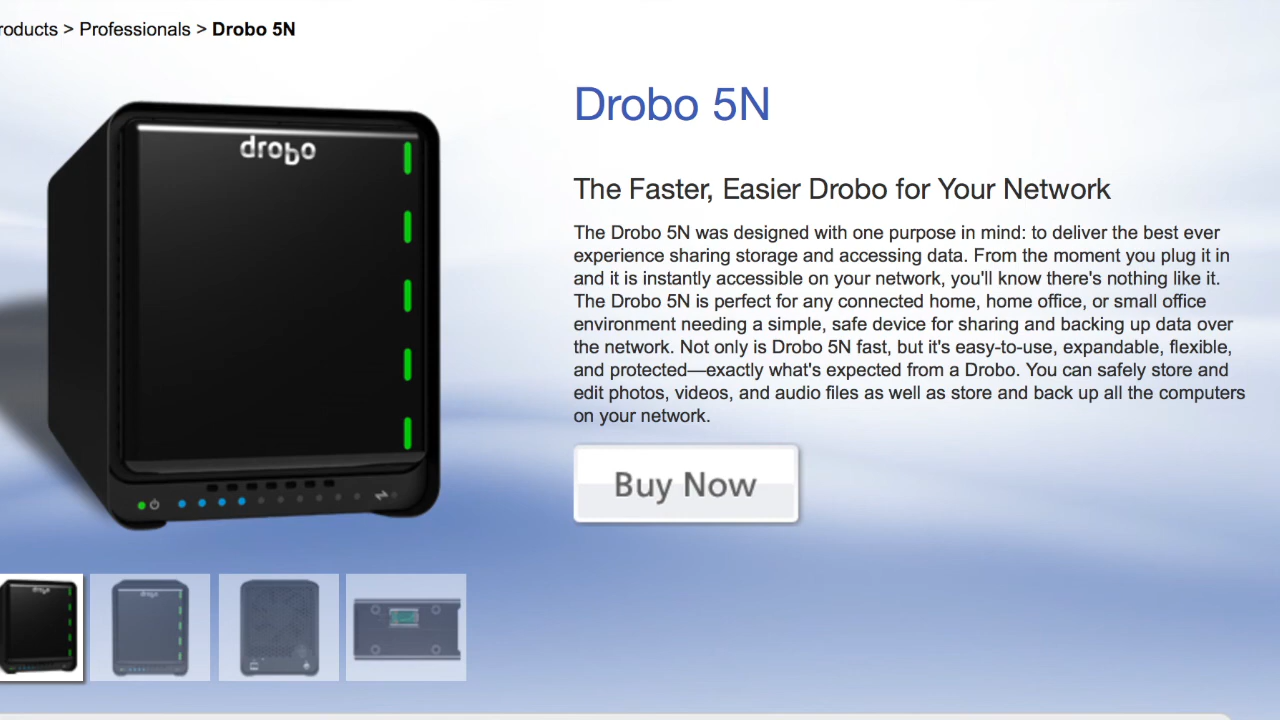 roducts > Professionals > Drobo 5N
drobo
Drobo 5N
The Faster, Easier Drobo for Your Network
The Drobo 5N was designed with one purpose in mind: to deliver the best ever
experience sharing storage and accessing data. From the moment you plug it in
and it is instantly accessible on your network, you'll know there's nothing like it.
The Drobo 5N is perfect for any connected home, home office, or small office
environment needing a simple, safe device for sharing and backing up data over
the network. Not only is Drobo 5N fast, but it's easy-to-use, expandable, flexible,
and protected—exactly what's expected from a Drobo. You can safely store and
edit photos, videos, and audio files as well as store and back up all the computers
on your network.
Buy Now
drobo
drobo